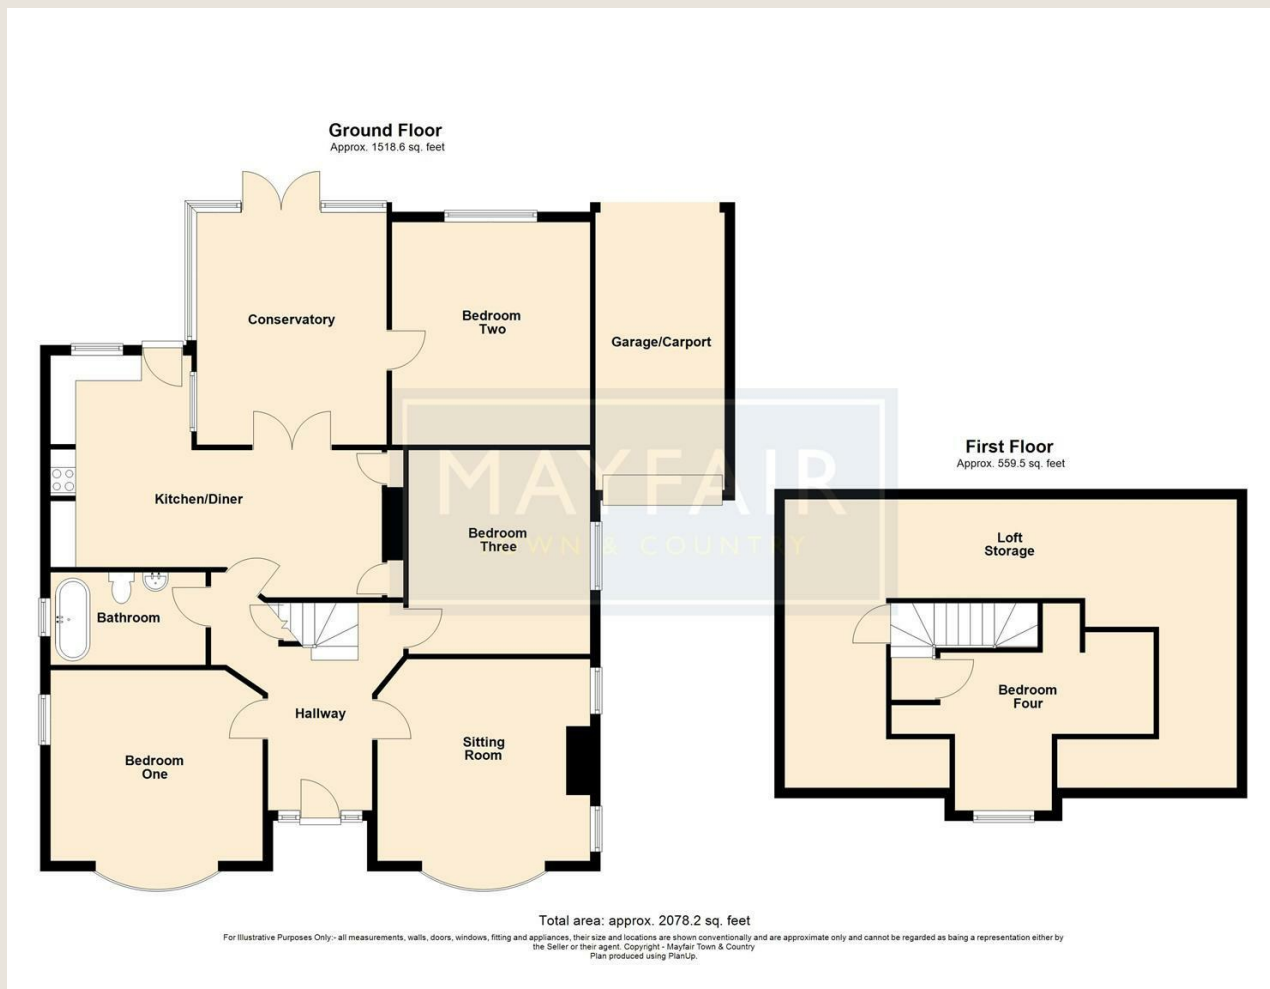 Ground Floor
Approx. 1518.6 sq. feet
Conservatory
Bedroom
Two
Garage/Carport
First Floor
Approx. 559.5 sq. feet
MAYFAIR
TOWN & COUNTRY
Kitchen/Diner
Bedroom
Three
Loft
Storage
Bathroom
Bedroom
Four
Hallway
Sitting
Room
Bedroom
One
Total area: approx. 2078.2 sq. feet
For Illustrative Purposes Only:- all measurements, walls, doors, windows, fitting and appliances, their size and locations are shown conventionally and are approximate only and cannot be regarded as being a representation either by
the Seller or their agent. Copyright - Mayfair Town & Country
Plan produced using PlanUp.